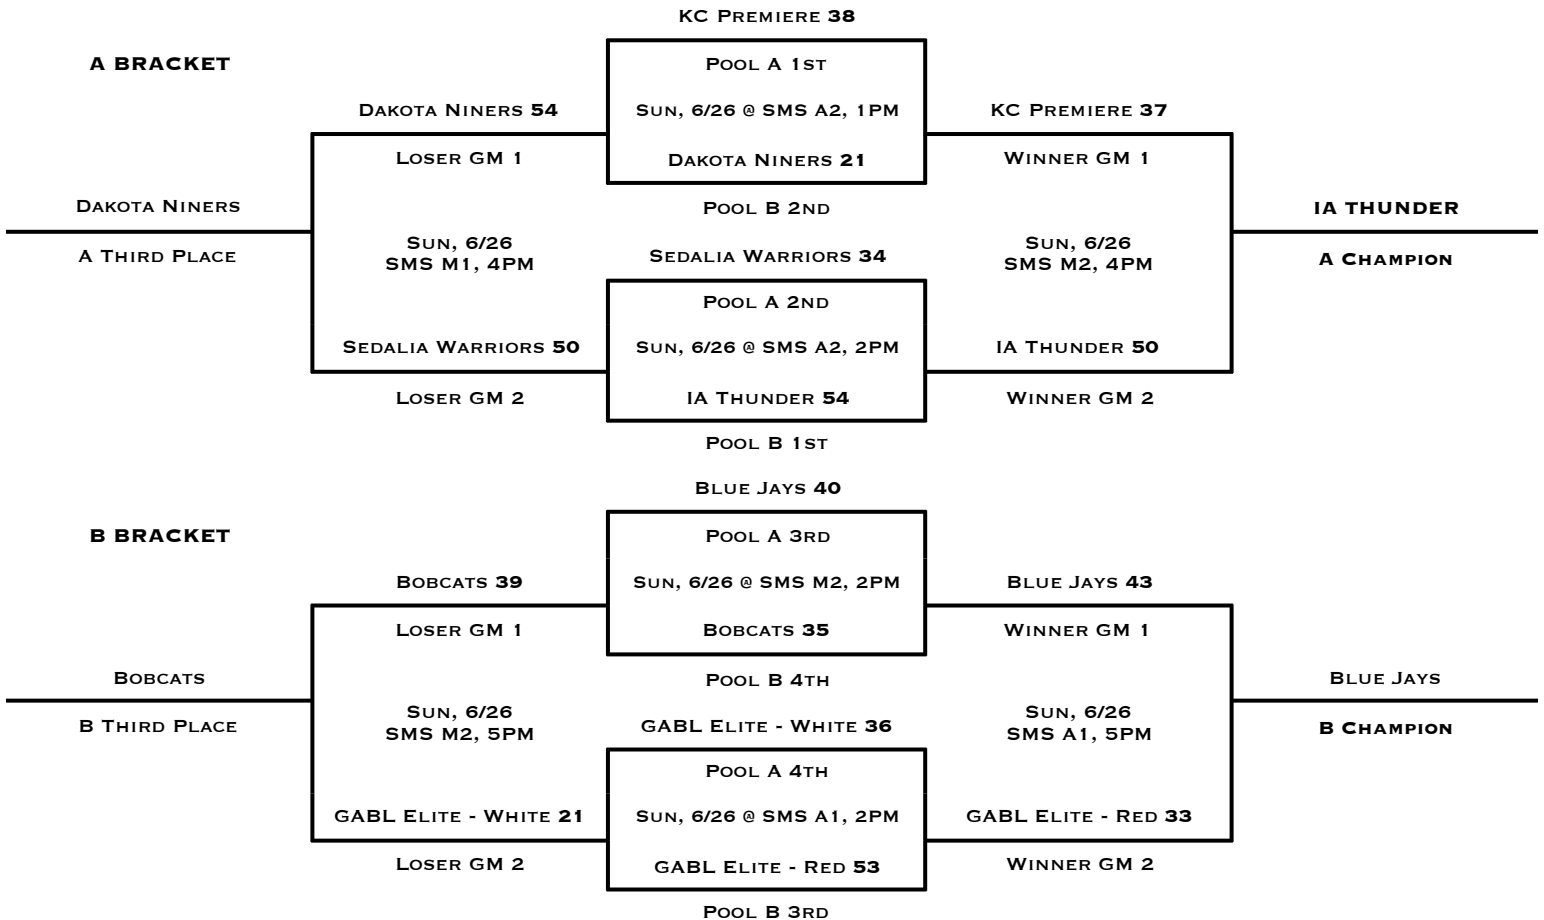 KC Premiere 38
A BRACKET
Pool A 1st
Dakota Niners 54
Sun, 6/26 @ SMS A2, 1PM
KC Premiere 37
Loser GM 1
Dakota Niners 21
Winner GM 1
Dakota Niners
Pool B 2nd
IA THUNDER
A Third Place
Sun, 6/26
SMS M1, 4PM
Sedalia Warriors 34
Sun, 6/26
SMS M2, 4PM
A Champion
Pool A 2nd
Sedalia Warriors 50
Sun, 6/26 @ SMS A2, 2PM
IA Thunder 50
Loser GM 2
IA Thunder 54
Winner GM 2
Pool B 1st
Blue Jays 40
B BRACKET
Pool A 3rd
Bobcats 39
Sun, 6/26 @ SMS M2, 2PM
Blue Jays 43
Loser GM 1
Bobcats 35
Winner GM 1
Bobcats
Pool B 4th
Blue Jays
B Third Place
Sun, 6/26
SMS M2, 5PM
GABL Elite - White 36
Sun, 6/26
SMS A1, 5PM
B Champion
Pool A 4th
GABL Elite - White 21
Sun, 6/26 @ SMS A1, 2PM
GABL Elite - Red 33
Loser GM 2
GABL Elite - Red 53
Winner GM 2
Pool B 3rd